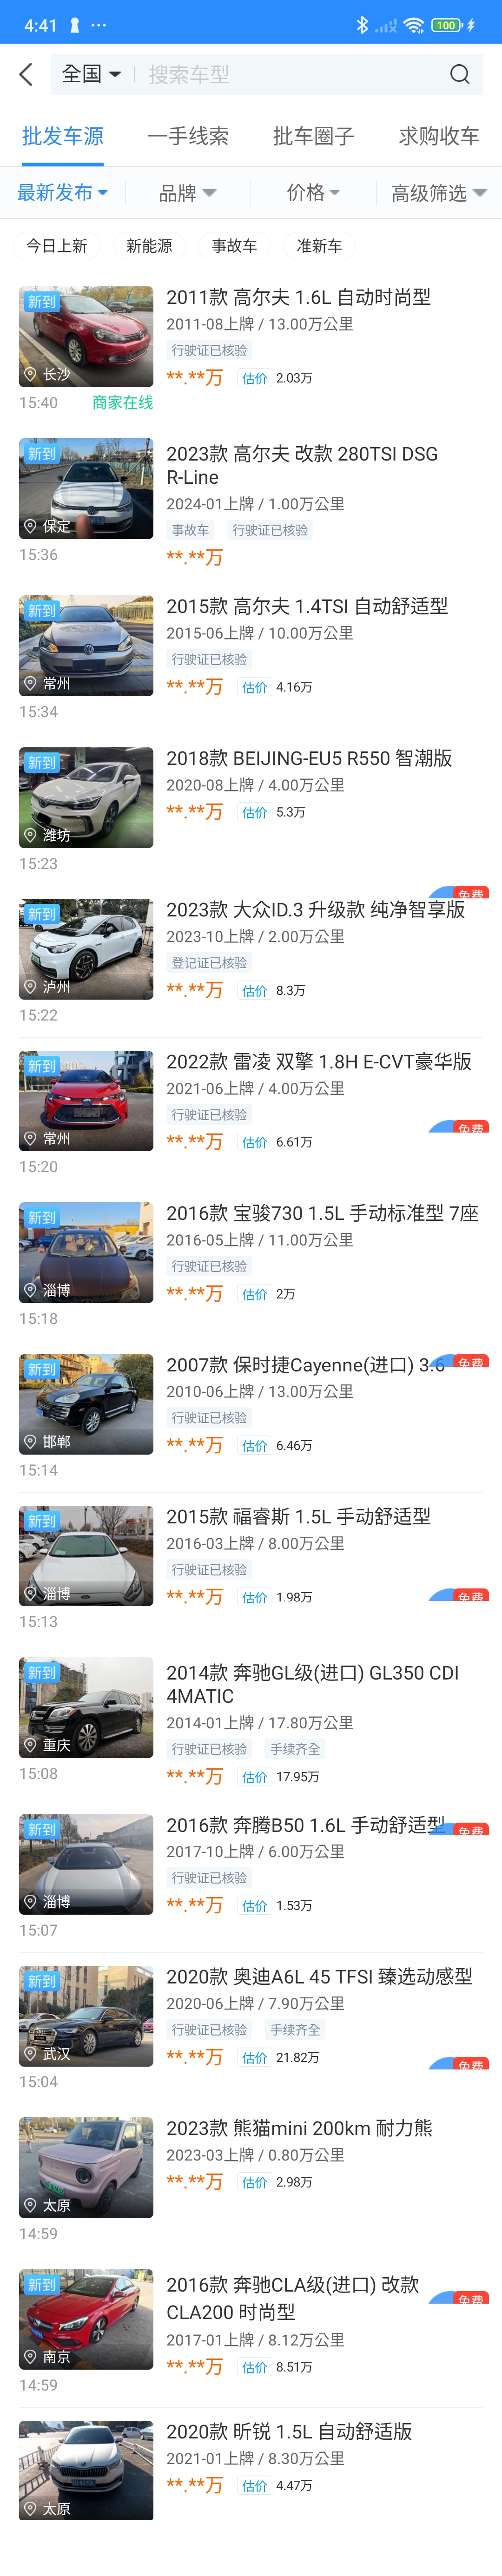 4:41
100
全国
搜索车型
批发车源 一手线索 批车圈子 求购收车
最新发布 品牌 价格 高级筛选
今日上新 新能源 事故车 准新车
新到
长沙
15:40 商家在线
2011款 高尔夫 1.6L 自动时尚型
2011-08上牌 / 13.00万公里
行驶证已核验
**.**万 估价 2.03万
新到
保定
15:36
2023款 高尔夫 改款 280TSI DSG
R-Line
2024-01上牌 / 1.00万公里
事故车 行驶证已核验
**.**万
新到
常州
15:34
2015款 高尔夫 1.4TSI 自动舒适型
2015-06上牌 / 10.00万公里
行驶证已核验
**.**万 估价 4.16万
新到
潍坊
15:23
2018款 BEIJING-EU5 R550 智潮版
2020-08上牌 / 4.00万公里
**.**万 估价 5.3万
免费
新到
泸州
15:22
2023款 大众ID.3 升级款 纯净智享版
2023-10上牌 / 2.00万公里
登记证已核验
**.**万 估价 8.3万
新到
常州
15:20
2022款 雷凌 双擎 1.8H E-CVT豪华版
2021-06上牌 / 4.00万公里
行驶证已核验
**.**万 估价 6.61万
免费
新到
淄博
15:18
2016款 宝骏730 1.5L 手动标准型 7座
2016-05上牌 / 11.00万公里
行驶证已核验
**.**万 估价 2万
新到
邯郸
15:14
2007款 保时捷Cayenne(进口) 3.6
免费
2010-06上牌 / 13.00万公里
行驶证已核验
**.**万 估价 6.46万
新到
淄博
15:13
2015款 福睿斯 1.5L 手动舒适型
2016-03上牌 / 8.00万公里
行驶证已核验
**.**万 估价 1.98万
免费
新到
重庆
15:08
2014款 奔驰GL级(进口) GL350 CDI
4MATIC
2014-01上牌 / 17.80万公里
行驶证已核验 手续齐全
**.**万 估价 17.95万
新到
淄博
15:07
2016款 奔腾B50 1.6L 手动舒适型
免费
2017-10上牌 / 6.00万公里
行驶证已核验
**.**万 估价 1.53万
新到
武汉
15:04
2020款 奥迪A6L 45 TFSI 臻选动感型
2020-06上牌 / 7.90万公里
行驶证已核验 手续齐全
**.**万 估价 21.82万
免费
太原
14:59
2023款 熊猫mini 200km 耐力熊
2023-03上牌 / 0.80万公里
**.**万 估价 2.98万
新到
南京
14:59
2016款 奔驰CLA级(进口) 改款
CLA200 时尚型
免费
2017-01上牌 / 8.12万公里
**.**万 估价 8.51万
太原
2020款 昕锐 1.5L 自动舒适版
2021-01上牌 / 8.30万公里
**.**万 估价 4.47万